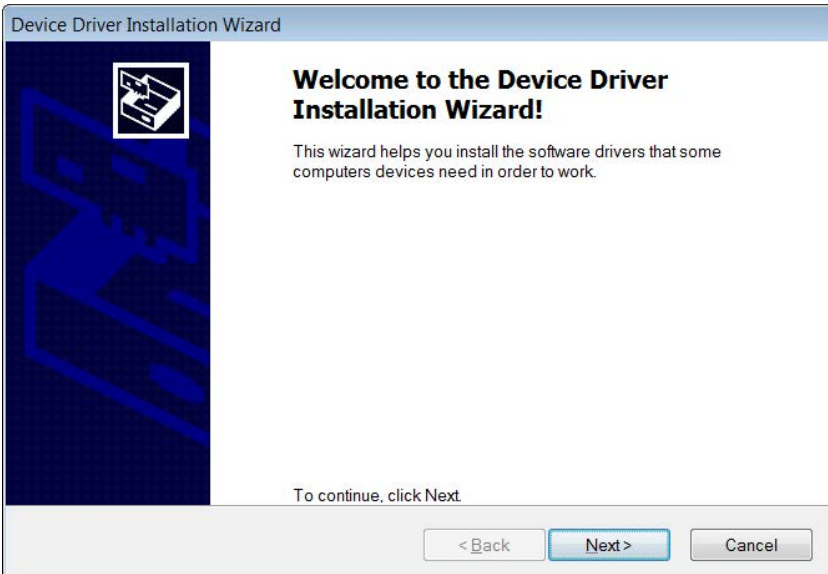 Device Driver Installation Wizard
Welcome to the Device Driver
Installation Wizard!
This wizard helps you install the software drivers that some
computers devices need in order to work.
To continue, click Next.
< Back
Next >
Cancel